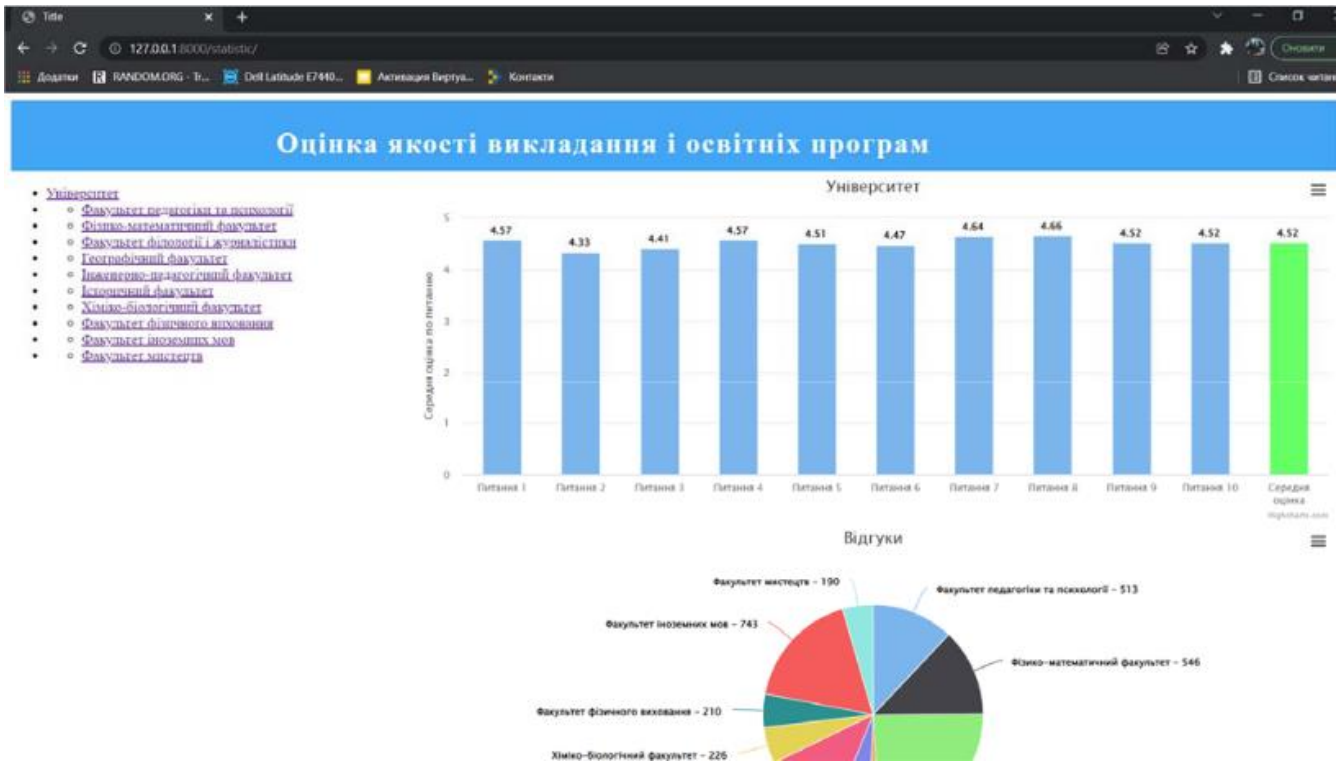 Title
127.0.0.1:8000/statistic/
Оновити
Додатки RANDOM.ORG - Tr... Dell Latitude E7440... Активация Виртуа... Контакти Список читан
Оцінка якості викладання і освітніх програм
Університет
Факультет педагогіки та психології
Фізико-математичний факультет
Факультет філології і журналістики
Географічний факультет
Інженерно-педагогічний факультет
Історичний факультет
Хіміко-біологічний факультет
Факультет фізичного виховання
Факультет іноземних мов
Факультет мистецтв
Університет
Середня оцінка по питанню
5
4
3
2
1
0
4.57 4.33 4.41 4.57 4.51 4.47 4.64 4.66 4.52 4.52 4.52
Питання 1 Питання 2 Питання 3 Питання 4 Питання 5 Питання 6 Питання 7 Питання 8 Питання 9 Питання 10 Середня
оцінка
Highcharts.com
Відгуки
Факультет мистецтв - 190
Факультет педагогіки та психології - 513
Факультет іноземних мов - 743
Фізико-математичний факультет - 546
Факультет фізичного виховання - 210
Хіміко-біологічний факультет - 226